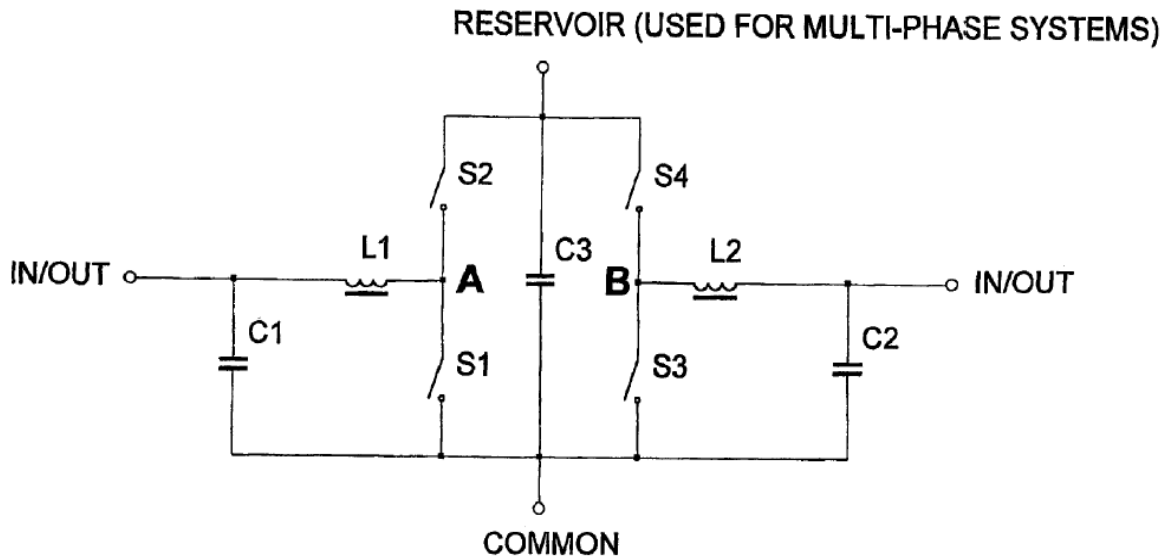 RESERVOIR (USED FOR MULTI-PHASE SYSTEMS)
S2
S4
L1
C3
L2
IN/OUT
A
B
IN/OUT
C1
S1
S3
C2
COMMON